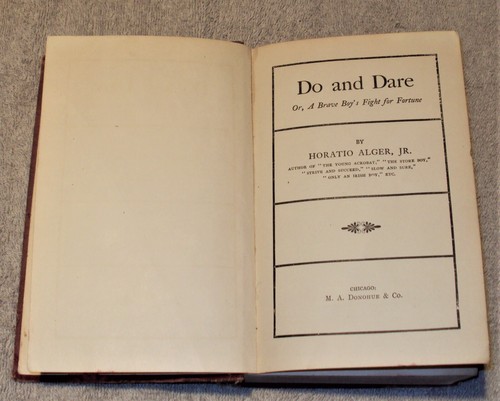 Do and Dare
Or, A Brave Boy's Fight for Fortune
BY
HORATIO ALGER, JR.
AUTHOR OF "THE YOUNG ACROBAT," "THE STORE BOY,"
"STRIVE AND SUCCEED," "SLOW AND SURE,"
"ONLY AN IRISH BOY," ETC.
CHICAGO:
M. A. DONOHUE & CO.